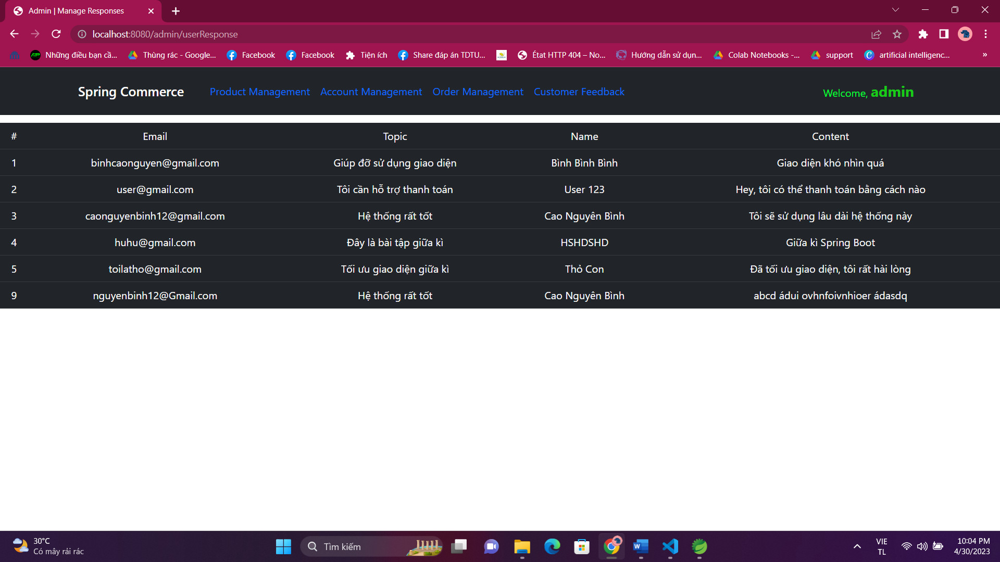 Admin | Manage Responses
localhost:8080/admin/userResponse
Những điều bạn cầ... Thùng rác - Google... Facebook Facebook Tiện ích Share đáp án TDTU... État HTTP 404 – No... Hướng dẫn sử dụn... Colab Notebooks -... support artificial intelligenc... »
Spring Commerce Product Management Account Management Order Management Customer Feedback Welcome, admin
# Email Topic Name Content
1 binhcaonguyen@gmail.com Giúp đỡ sử dụng giao diện Bình Bình Bình Giao diện khó nhìn quá
2 user@gmail.com Tôi cần hỗ trợ thanh toán User 123 Hey, tôi có thể thanh toán bằng cách nào
3 caonguyenbinh12@gmail.com Hệ thống rất tốt Cao Nguyên Bình Tôi sẽ sử dụng lâu dài hệ thống này
4 huhu@gmail.com Đây là bài tập giữa kì HSHDSHD Giữa kì Spring Boot
5 toilatho@gmail.com Tối ưu giao diện giữa kì Thỏ Con Đã tối ưu giao diện, tôi rất hài lòng
9 nguyenbinh12@Gmail.com Hệ thống rất tốt Cao Nguyên Bình abcd ádui ovhnfoivnhioer ádasdq
30°C
Có mây rải rác
Tìm kiếm
VIE
TL
10:04 PM
4/30/2023